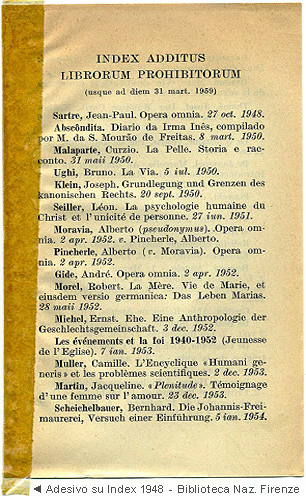 INDEX ADDITUS
LIBRORUM PROHIBITORUM
(usque ad diem 31 mart. 1959)
Sartre, Jean-Paul. Opera omnia. 27 oct. 1948.
Abscôndita. Diario da Irma Inês, compilado
por M. da S. Mourão de Freitas. 8 mart. 1950.
Malaparte, Curzio. La Pelle. Storia e rac-
conto. 31 maii 1950.
Ughi, Bruno. La Via. 5 iul. 1950.
Klein, Joseph. Grundlegung und Grenzen des
kanonischen Rechts. 20 sept. 1950.
Seiller, Léon. La psychologie humaine du
Christ et l'unicité de personne. 27 iun. 1951.
Moravia, Alberto (pseudonymus). Opera om-
nia. 2 apr. 1952. v. Pincherle, Alberto.
Pincherle, Alberto (v. Moravia). Opera om-
nia. 2 apr. 1952.
Gide, André. Opera omnia. 2 apr. 1952.
Morel, Robert. La Mère. Vie de Marie, et
eiusdem versio germanica: Das Leben Marias.
28 maii 1952.
Michel, Ernst. Ehe. Eine Anthropologie der
Geschlechtsgemeinschaft. 3 dec. 1952.
Les événements et la foi 1940-1952 (Jeunesse
de l'Eglise). 7 ian. 1953.
Muller, Camille. L'Encyclique «Humani ge-
neris» et les problèmes scientifiques. 2 dec. 1953.
Martin, Jacqueline. «Plenitude». Témoignage
d'une femme sur l'amour. 23 dec. 1953.
Scheichelbauer, Bernhard. Die Johannis-Frei-
maurerei, Versuch einer Einführung. 5 ian. 1954.
◄ Adesivo su Index 1948 - Biblioteca Naz. Firenze